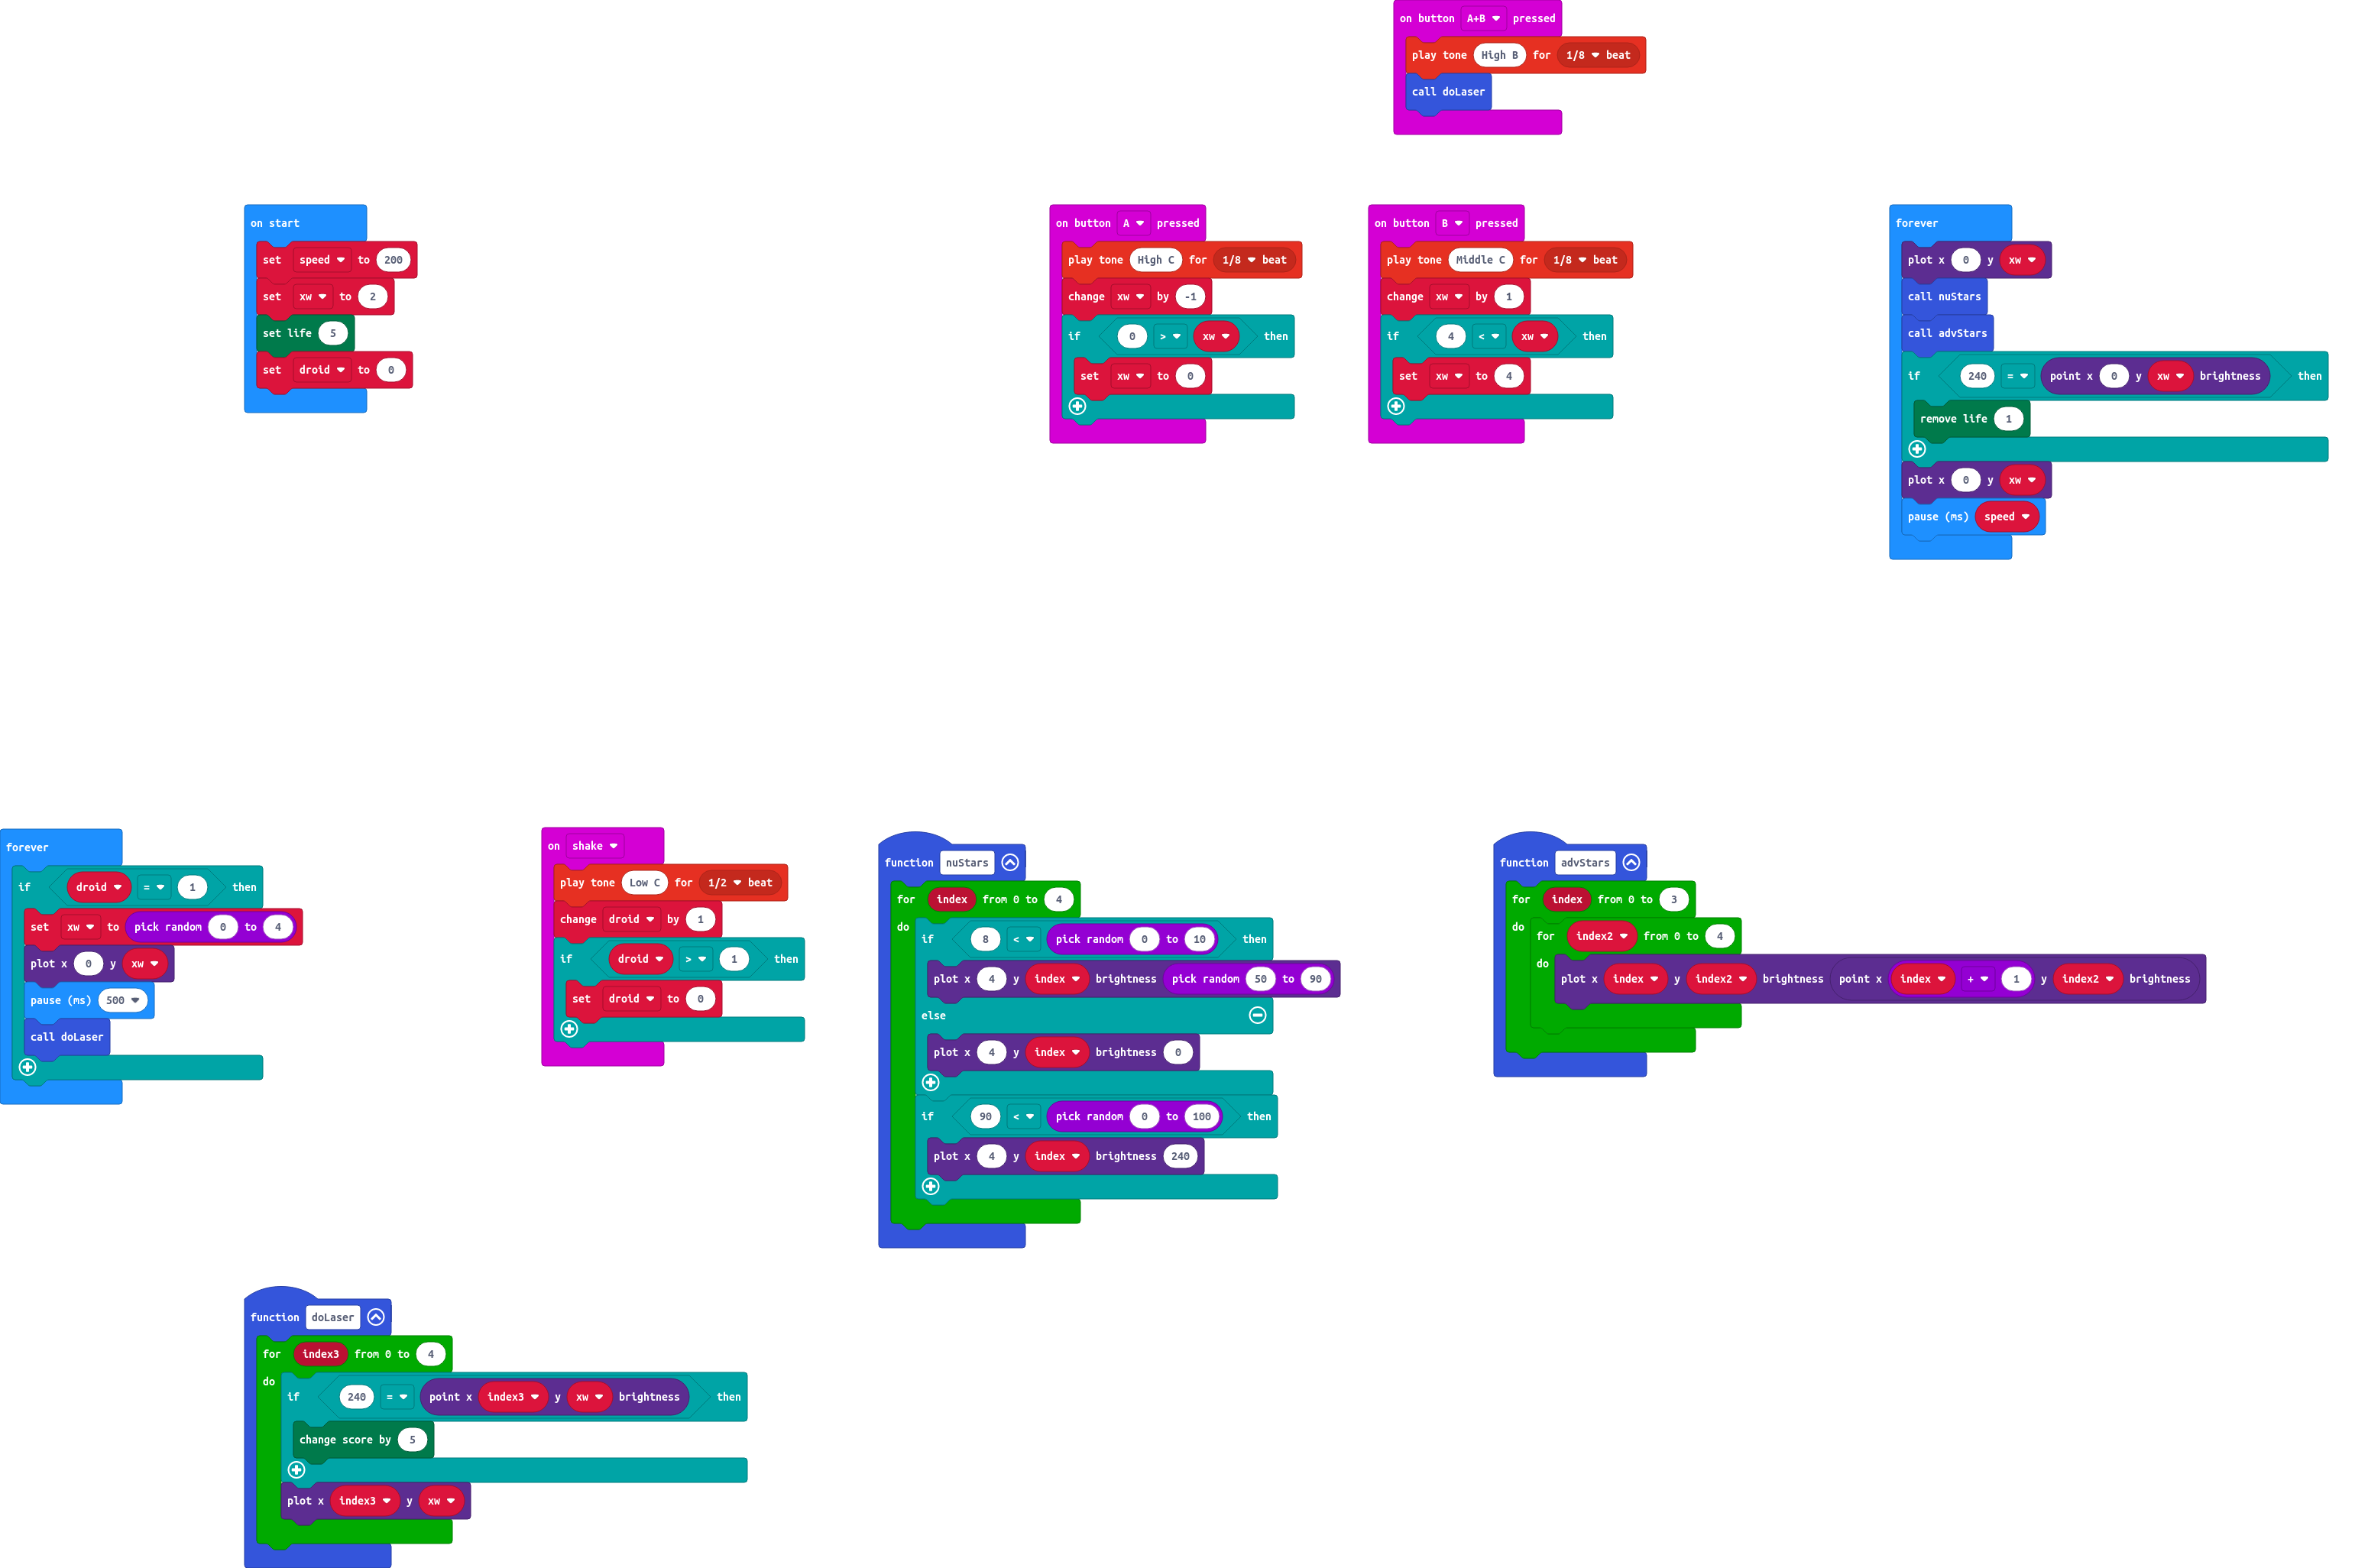 on button A+B pressed
play tone High B for 1/8 beat
call doLaser
on start
set speed to 200
set xw to 2
set life 5
set droid to 0
on button A pressed
play tone High C for 1/8 beat
change xw by -1
if 0 > xw then
set xw to 0
on button B pressed
play tone Middle C for 1/8 beat
change xw by 1
if 4 < xw then
set xw to 4
forever
plot x 0 y xw
call nuStars
call advStars
if 240 = point x 0 y xw brightness then
remove life 1
plot x 0 y xw
pause (ms) speed
forever
if droid = 1 then
set xw to pick random 0 to 4
plot x 0 y xw
pause (ms) 500
call doLaser
on shake
play tone Low C for 1/2 beat
change droid by 1
if droid > 1 then
set droid to 0
function nuStars
for index from 0 to 4
do
if 8 < pick random 0 to 10 then
plot x 4 y index brightness pick random 50 to 90
else
plot x 4 y index brightness 0
if 90 < pick random 0 to 100 then
plot x 4 y index brightness 240
function advStars
for index from 0 to 3
do
for index2 from 0 to 4
do
plot x index y index2 brightness point x index + 1 y index2 brightness
function doLaser
for index3 from 0 to 4
do
if 240 = point x index3 y xw brightness then
change score by 5
plot x index3 y xw